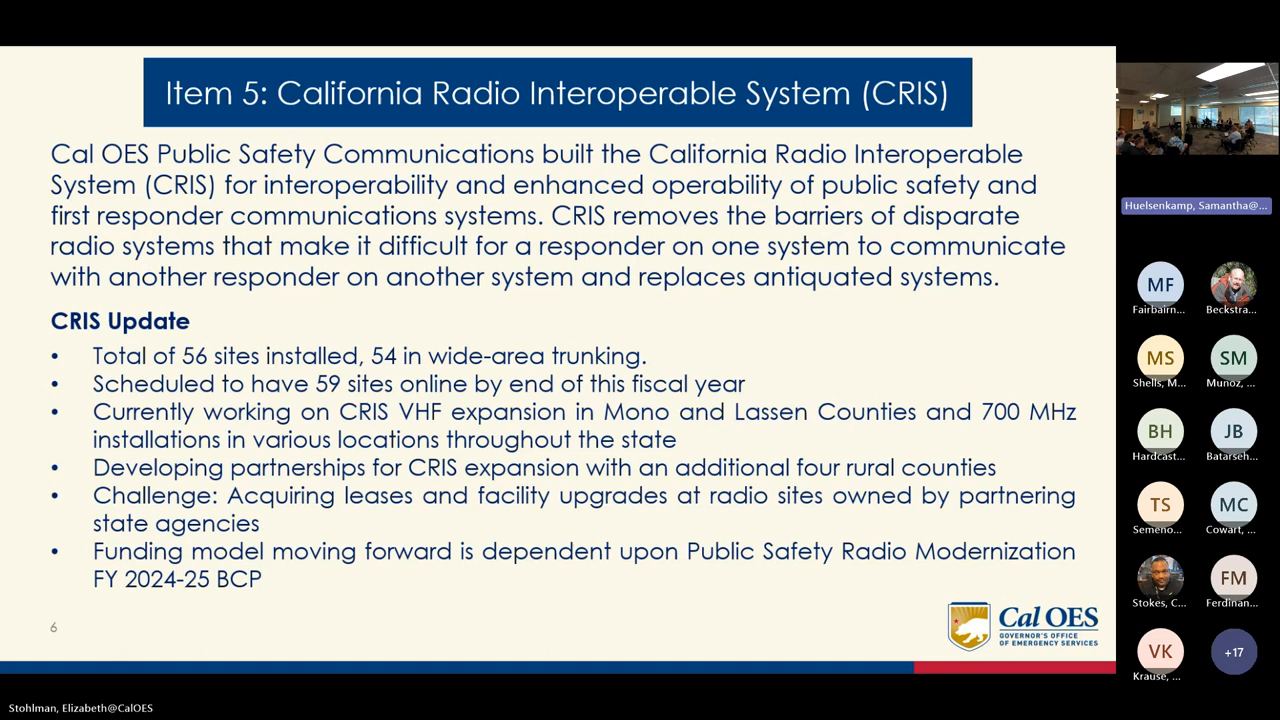 Item 5: California Radio Interoperable System (CRIS)
Cal OES Public Safety Communications built the California Radio Interoperable
System (CRIS) for interoperability and enhanced operability of public safety and
first responder communications systems. CRIS removes the barriers of disparate
radio systems that make it difficult for a responder on one system to communicate
with another responder on another system and replaces antiquated systems.
CRIS Update
• Total of 56 sites installed, 54 in wide-area trunking.
• Scheduled to have 59 sites online by end of this fiscal year
• Currently working on CRIS VHF expansion in Mono and Lassen Counties and 700 MHz
installations in various locations throughout the state
• Developing partnerships for CRIS expansion with an additional four rural counties
• Challenge: Acquiring leases and facility upgrades at radio sites owned by partnering
state agencies
• Funding model moving forward is dependent upon Public Safety Radio Modernization
FY 2024-25 BCP
6
Cal OES
GOVERNOR'S OFFICE
OF EMERGENCY SERVICES
Huelsenkamp, Samantha@...
MF
Fairbairn...
Beckstra...
MS
Shells, M...
SM
Munoz, ...
BH
Hardcast...
JB
Batarseh...
TS
Semeno...
MC
Cowart, ...
Stokes, C...
FM
Ferdinan...
VK
Krause, ...
+17
Stohlman, Elizabeth@CalOES